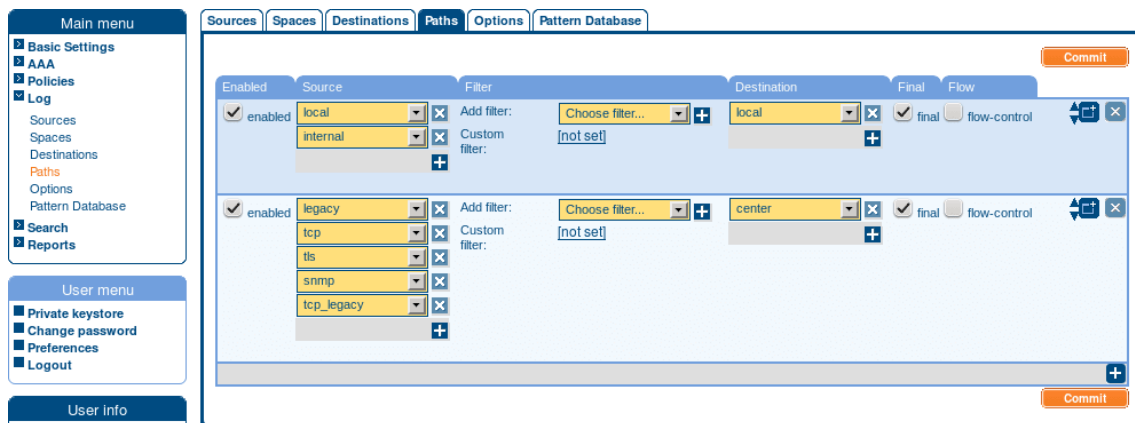 Main menu
Basic Settings
AAA
Policies
Log
Sources
Spaces
Destinations
Paths
Options
Pattern Database
Search
Reports
User menu
Private keystore
Change password
Preferences
Logout
User info
Sources Spaces Destinations Paths Options Pattern Database
Commit
Enabled Source Filter Destination Final Flow
enabled local Add filter: Choose filter... local final flow-control
internal Custom filter: [not set]
enabled legacy Add filter: Choose filter... center final flow-control
tcp Custom filter: [not set]
tls
snmp
tcp_legacy
Commit